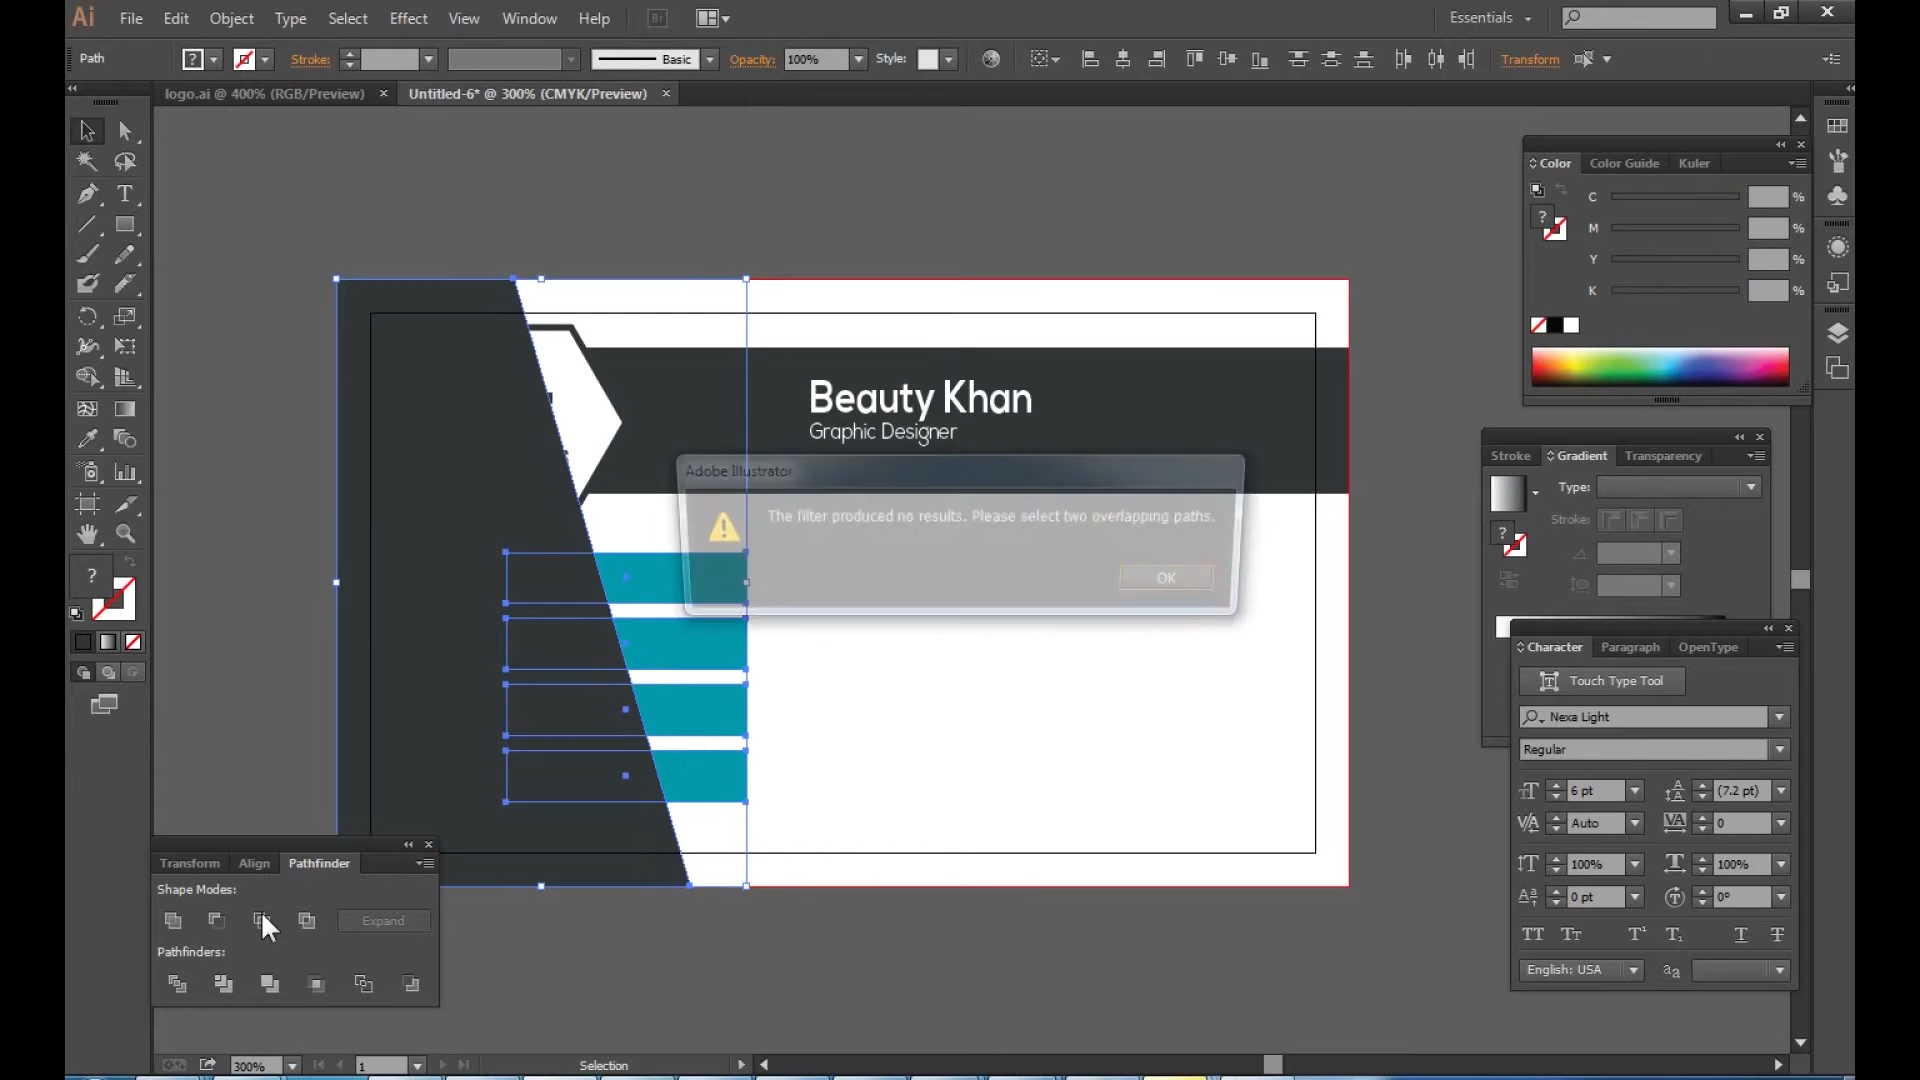 Ai File Edit Object Type Select Effect View Window Help Br Essentials
Path Stroke: Basic Opacity: 100% Style: Transform
logo.ai @ 400% (RGB/Preview) Untitled-6* @ 300% (CMYK/Preview)
Color Color Guide Kuler
C %
M %
Y %
K %
Beauty Khan
Graphic Designer
Adobe Illustrator
The filter produced no results. Please select two overlapping paths.
OK
Stroke Gradient Transparency
Type:
Stroke:
Character Paragraph OpenType
Touch Type Tool
Nexa Light
Regular
6 pt (7.2 pt)
Auto 0
100% 100%
0 pt 0°
English: USA
Transform Align Pathfinder
Shape Modes:
Expand
Pathfinders:
300% 1 Selection